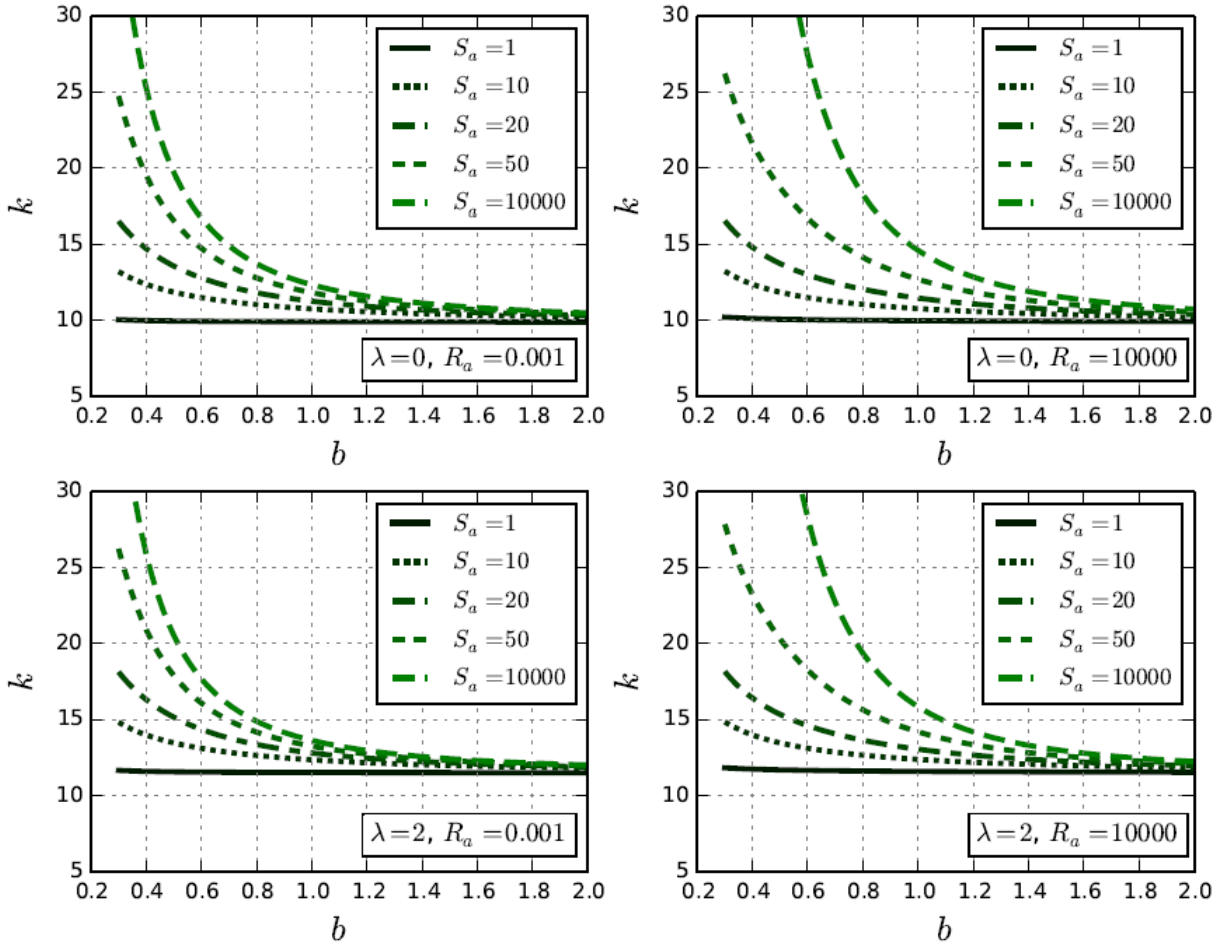 30
25
20
15
10
5
k
0.2 0.4 0.6 0.8 1.0 1.2 1.4 1.6 1.8 2.0
b
S_a = 1
S_a = 10
S_a = 20
S_a = 50
S_a = 10000
λ = 0, R_a = 0.001
30
25
20
15
10
5
k
0.2 0.4 0.6 0.8 1.0 1.2 1.4 1.6 1.8 2.0
b
S_a = 1
S_a = 10
S_a = 20
S_a = 50
S_a = 10000
λ = 0, R_a = 10000
30
25
20
15
10
5
k
0.2 0.4 0.6 0.8 1.0 1.2 1.4 1.6 1.8 2.0
b
S_a = 1
S_a = 10
S_a = 20
S_a = 50
S_a = 10000
λ = 2, R_a = 0.001
30
25
20
15
10
5
k
0.2 0.4 0.6 0.8 1.0 1.2 1.4 1.6 1.8 2.0
b
S_a = 1
S_a = 10
S_a = 20
S_a = 50
S_a = 10000
λ = 2, R_a = 10000